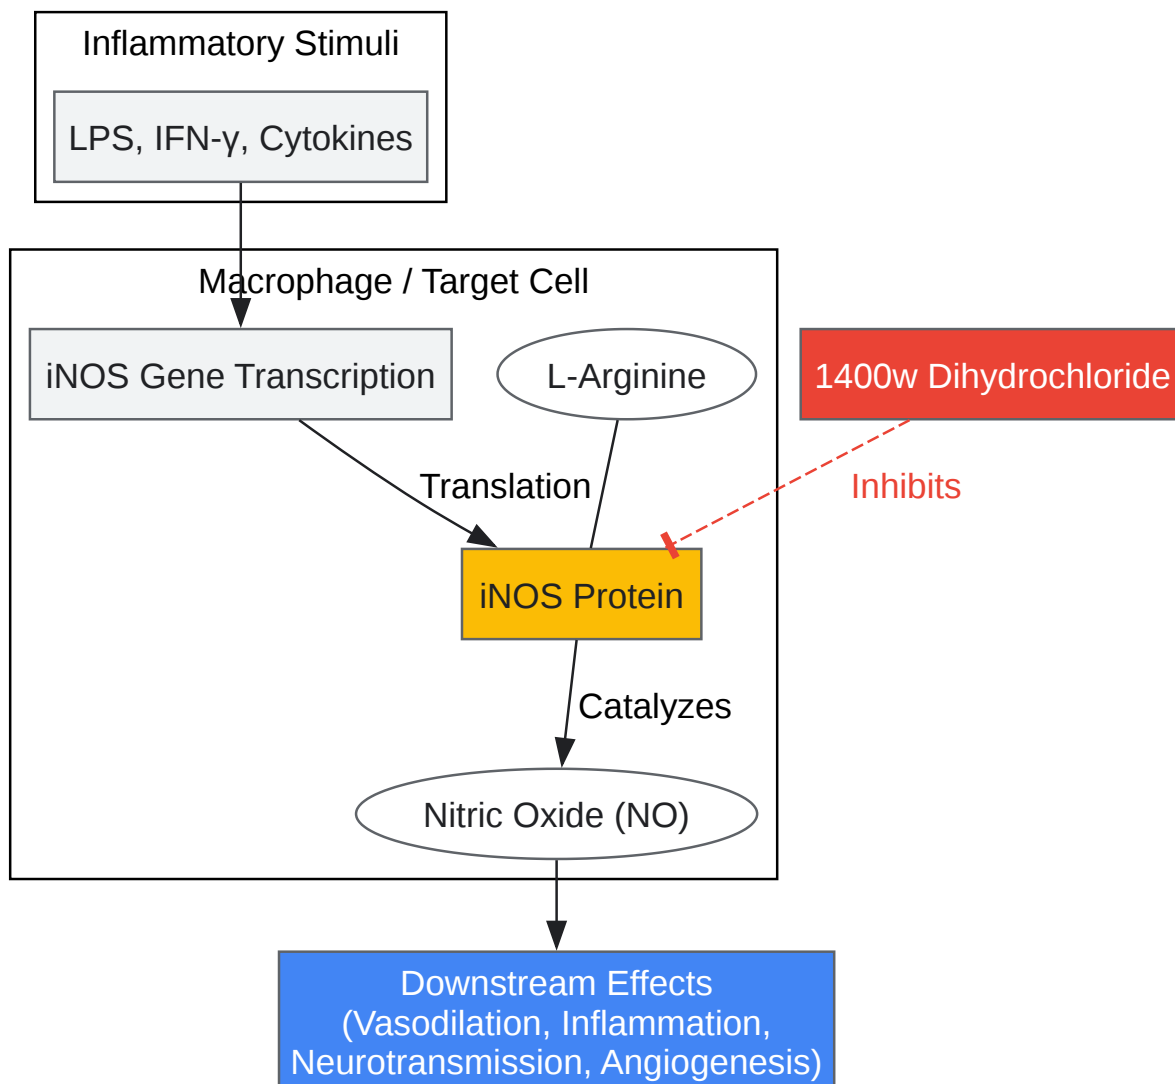 Inflammatory Stimuli
LPS, IFN-γ, Cytokines
Macrophage / Target Cell
iNOS Gene Transcription
L-Arginine
1400w Dihydrochloride
Translation
Inhibits
iNOS Protein
Catalyzes
Nitric Oxide (NO)
Downstream Effects
(Vasodilation, Inflammation,
Neurotransmission, Angiogenesis)